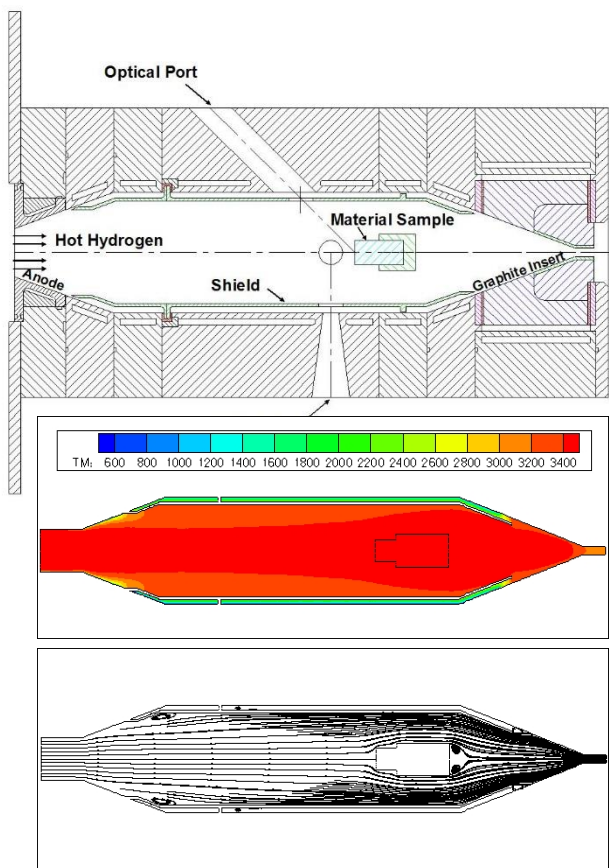 Optical Port
Material Sample
Hot Hydrogen
Anode
Shield
Graphite Insert
TM: 600 800 1000 1200 1400 1600 1800 2000 2200 2400 2600 2800 3000 3200 3400